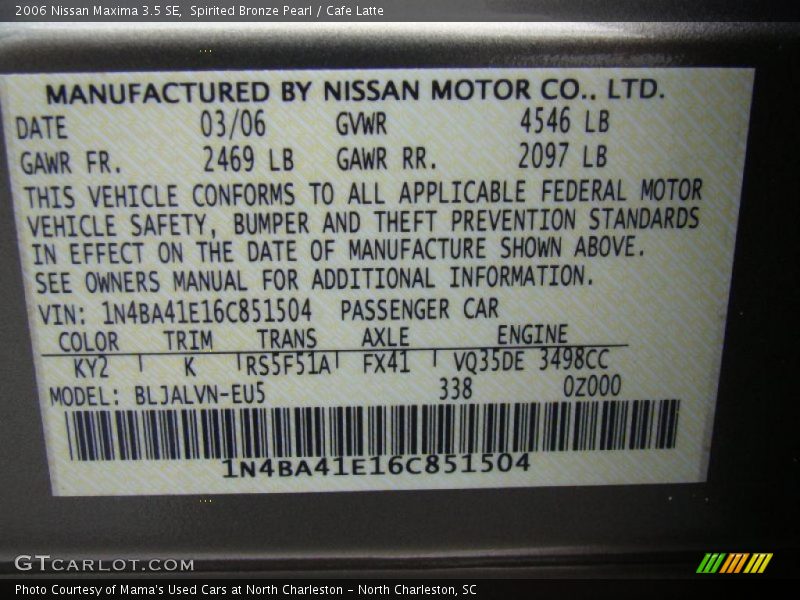 2006 Nissan Maxima 3.5 SE, Spirited Bronze Pearl / Cafe Latte
MANUFACTURED BY NISSAN MOTOR CO., LTD.
DATE 03/06 GVWR 4546 LB
GAWR FR. 2469 LB GAWR RR. 2097 LB
THIS VEHICLE CONFORMS TO ALL APPLICABLE FEDERAL MOTOR
VEHICLE SAFETY, BUMPER AND THEFT PREVENTION STANDARDS
IN EFFECT ON THE DATE OF MANUFACTURE SHOWN ABOVE.
SEE OWNERS MANUAL FOR ADDITIONAL INFORMATION.
VIN: 1N4BA41E16C851504 PASSENGER CAR
COLOR TRIM TRANS AXLE ENGINE
KY2 K RS5F51A FX41 VQ35DE 3498CC
MODEL: BLJALVN-EU5 338 0Z000
1N4BA41E16C851504
GTCARLOT.COM
Photo Courtesy of Mama's Used Cars at North Charleston - North Charleston, SC